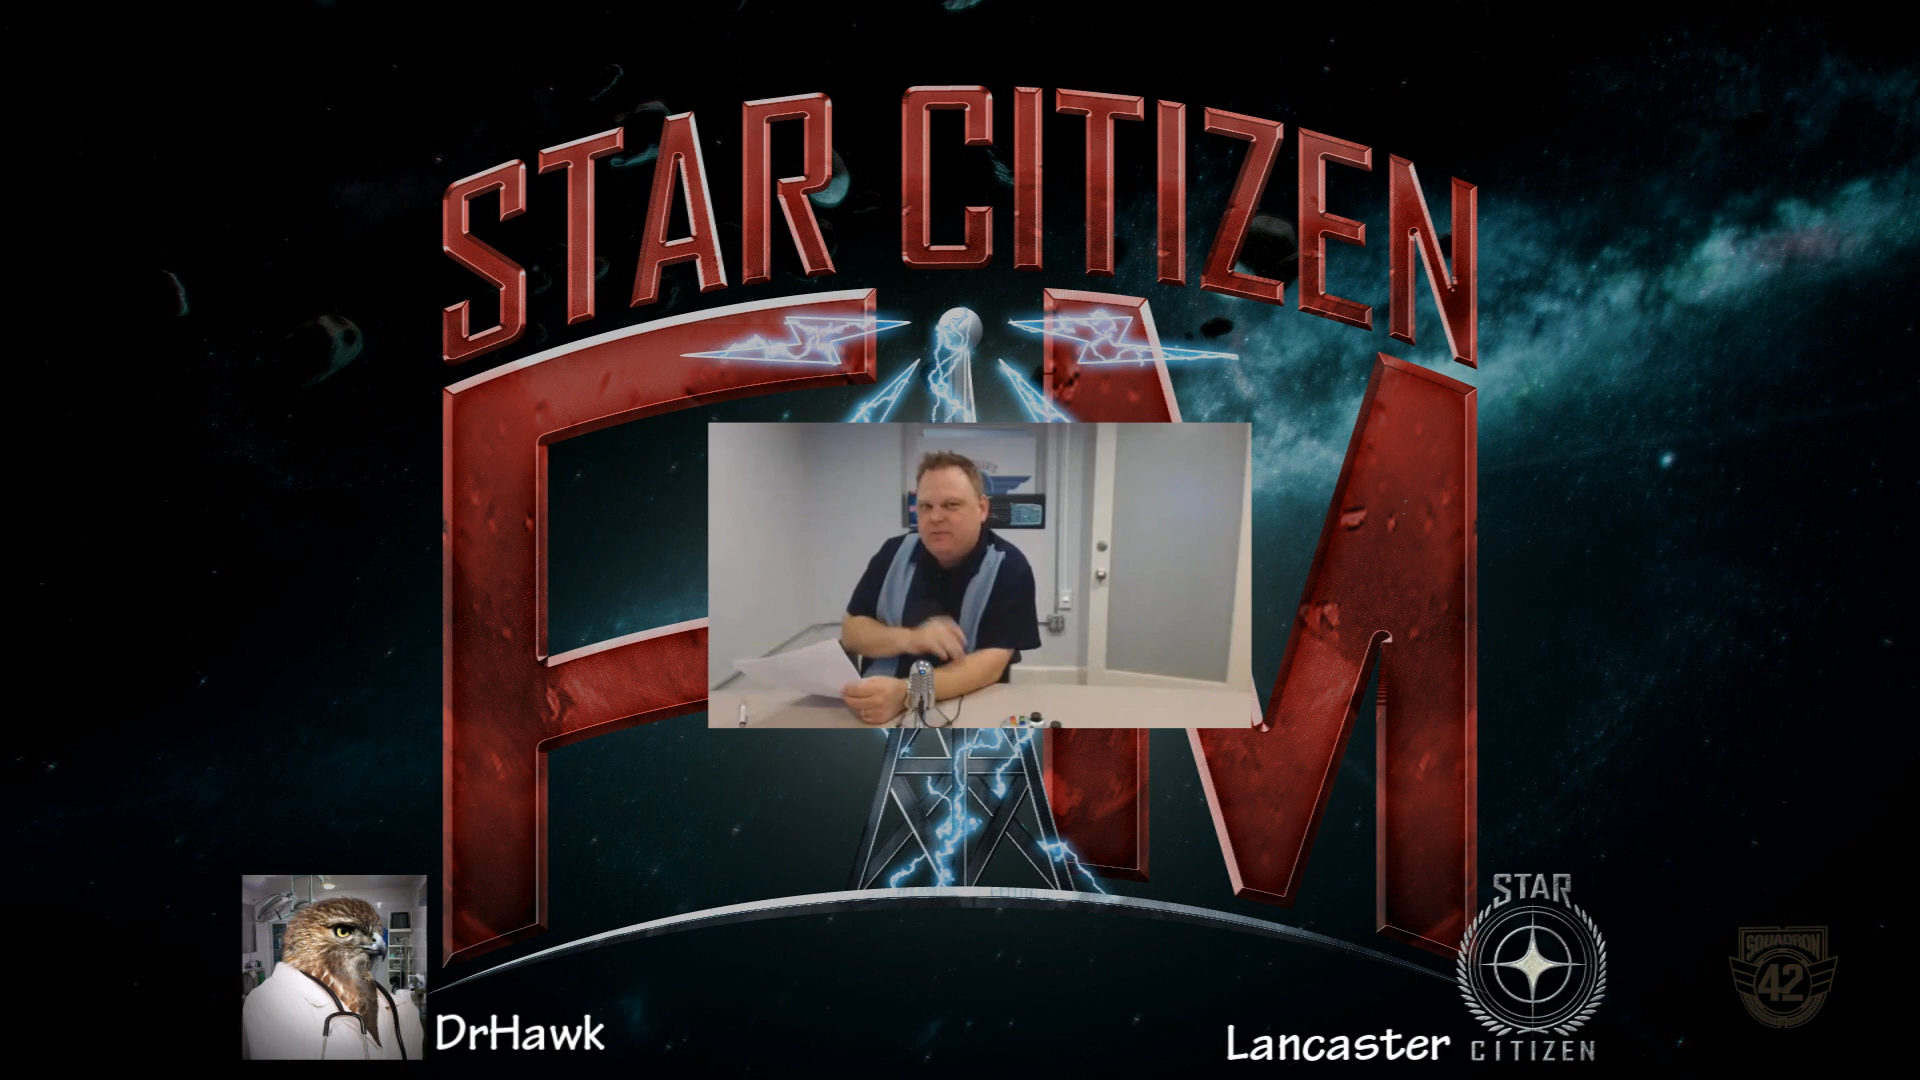 STAR CITIZEN
FM
DrHawk
Lancaster
STAR
CITIZEN
SQUADRON
42